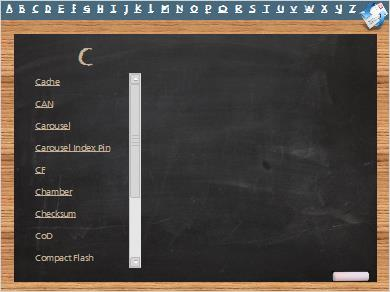 A B C D E F G H I J K L M N O P Q R S T U V W X Y Z
C
Cache
CAN
Carousel
Carousel Index Pin
CF
Chamber
Checksum
CoD
Compact Flash